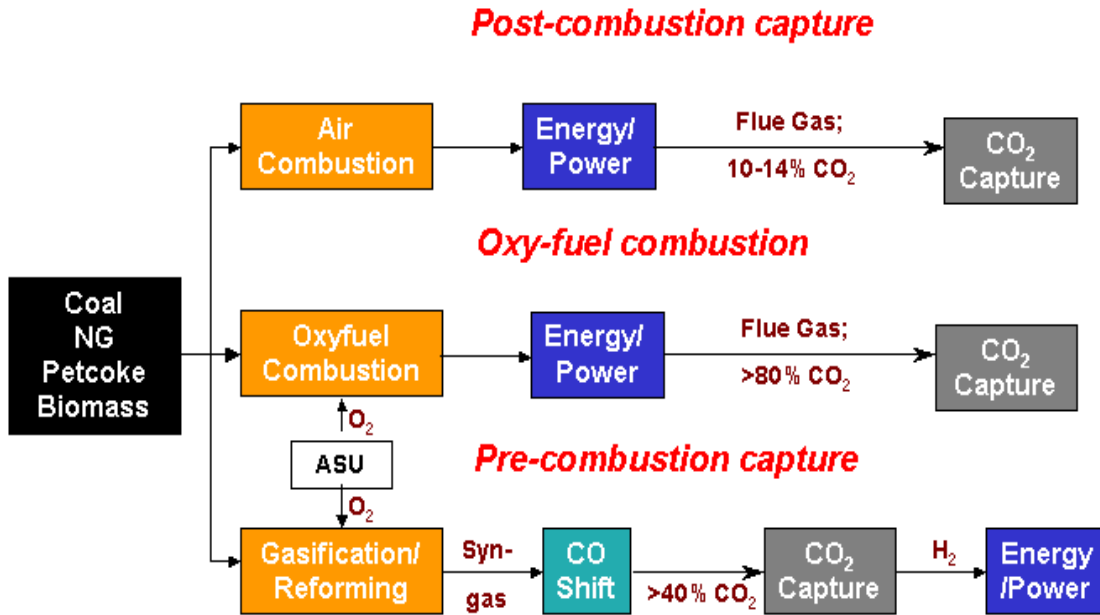 Post-combustion capture
Air
Combustion
Energy/
Power
Flue Gas;
10-14% CO₂
CO₂
Capture
Oxy-fuel combustion
Coal
NG
Petcoke
Biomass
Oxyfuel
Combustion
Energy/
Power
Flue Gas;
>80% CO₂
CO₂
Capture
O₂
ASU
O₂
Pre-combustion capture
Gasification/
Reforming
Syn-
gas
CO
Shift
>40% CO₂
CO₂
Capture
H₂
Energy
/Power